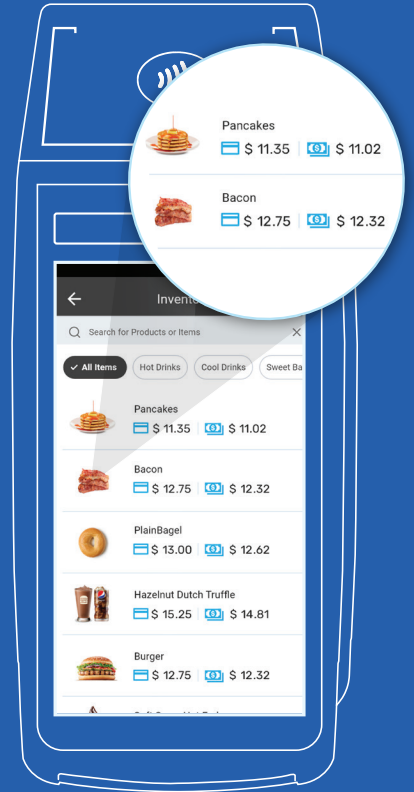 Pancakes
$ 11.35 $ 11.02
Bacon
$ 12.75 $ 12.32
Search for Products or Items
All Items Hot Drinks Cool Drinks Sweet Ba
Pancakes
$ 11.35 $ 11.02
Bacon
$ 12.75 $ 12.32
PlainBagel
$ 13.00 $ 12.62
Hazelnut Dutch Truffle
$ 15.25 $ 14.81
Burger
$ 12.75 $ 12.32